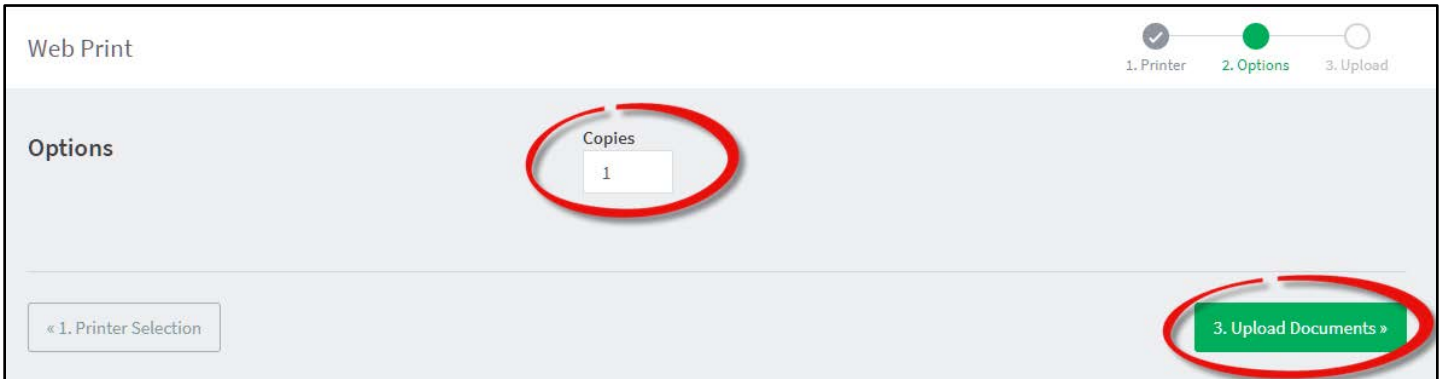 Web Print
1. Printer
2. Options
3. Upload
Options
Copies
1
« 1. Printer Selection
3. Upload Documents »